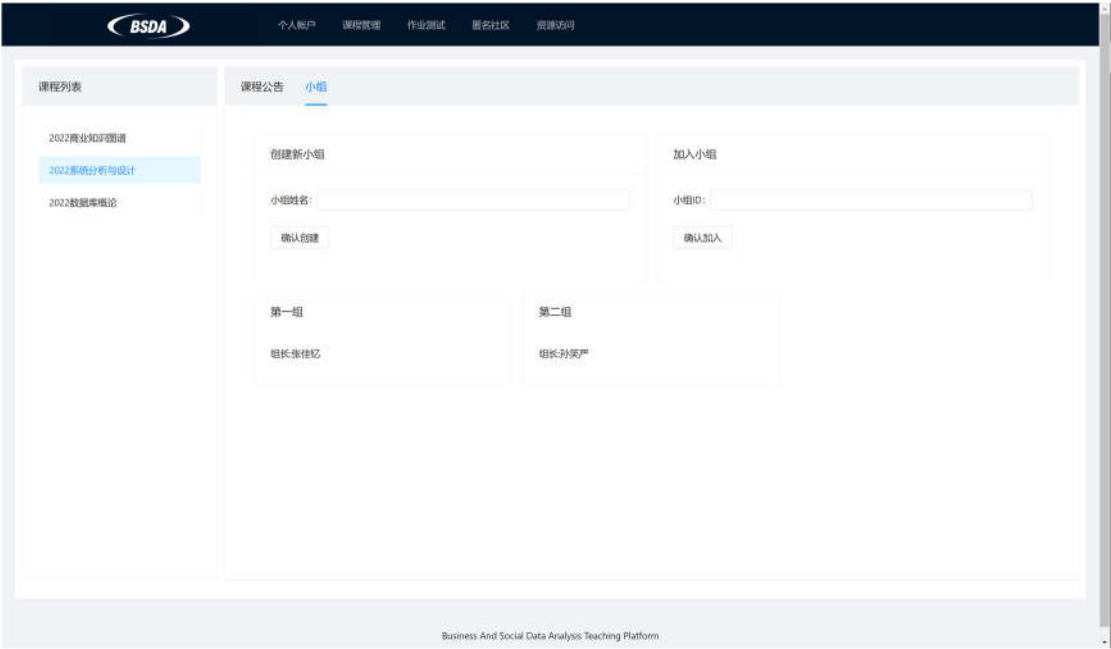 BSDA 个人帐户 课程管理 作业测试 匿名社区 资源访问
课程列表
2022商业知识图谱
2022系统分析与设计
2022数据库概论
课程公告 小组
创建新小组
小组姓名：
确认创建
加入小组
小组ID：
确认加入
第一组
组长:张佳忆
第二组
组长:孙笑严
Business And Social Data Analysis Teaching Platform